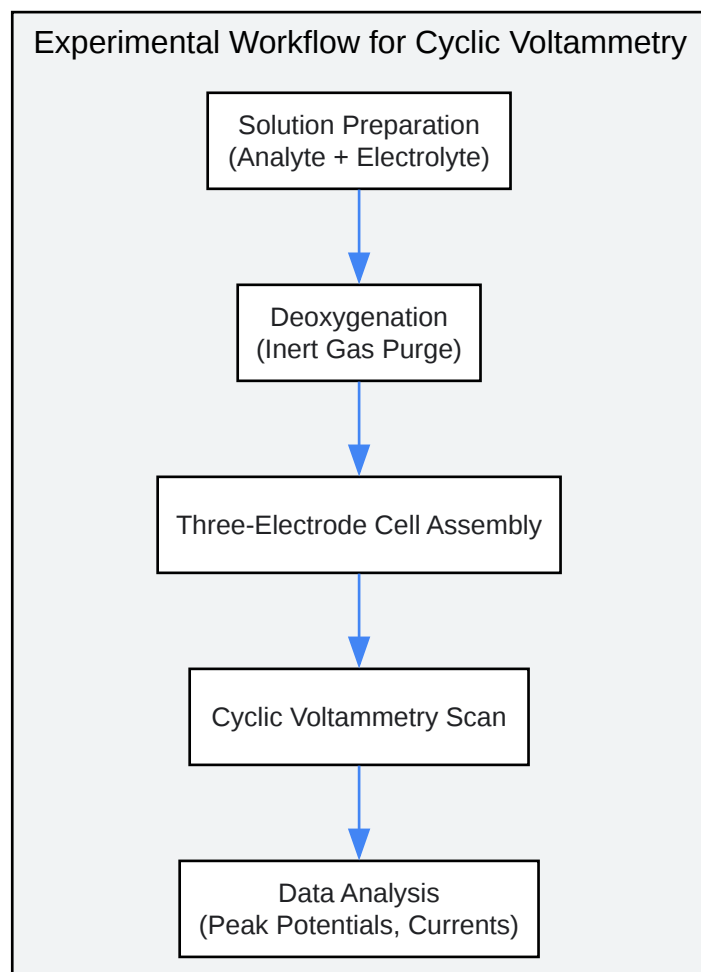 Experimental Workflow for Cyclic Voltammetry
Solution Preparation
(Analyte + Electrolyte)
Deoxygenation
(Inert Gas Purge)
Three-Electrode Cell Assembly
Cyclic Voltammetry Scan
Data Analysis
(Peak Potentials, Currents)